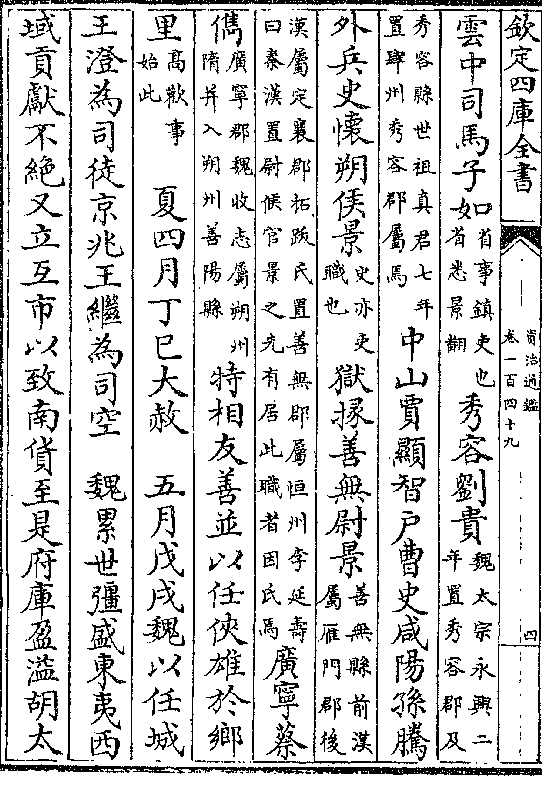 欽定四庫全書
資治通鑑
卷一百四十九
四
雲中司馬子如省事鎮吏也省悉景翻秀容劉貴魏太宗永興二年置秀容郡及
秀容縣世祖真君七年置肆州秀容郡屬焉中山賈顯智戶曹史咸陽孫騰
外兵史懷朔侯景史亦吏職也獄掾善無尉景善無縣前漢屬雁門郡後
漢屬定襄郡拓跋氏置善無郡屬恒州李延壽曰秦漢置尉候官景之先有居此職者因氏焉廣寧蔡
儁廣寧郡魏收志屬朔州隋并入朔州善陽縣特相友善並以任俠雄於鄉
里高歡事始此 夏四月丁巳大赦 五月戊戌魏以任城
王澄為司徒京兆王繼為司空 魏累世彊盛東夷西
域貢獻不絕又立互市以致南貨至是府庫盈溢胡太